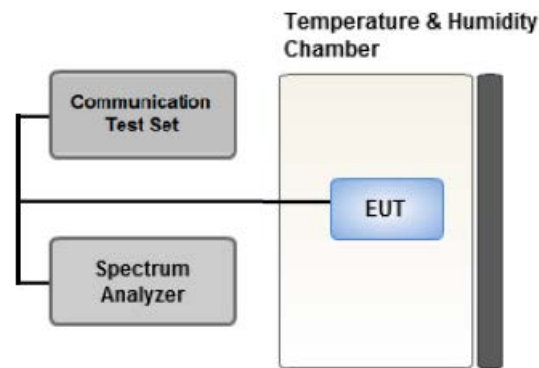 Temperature & Humidity
Chamber
Communication
Test Set
EUT
Spectrum
Analyzer